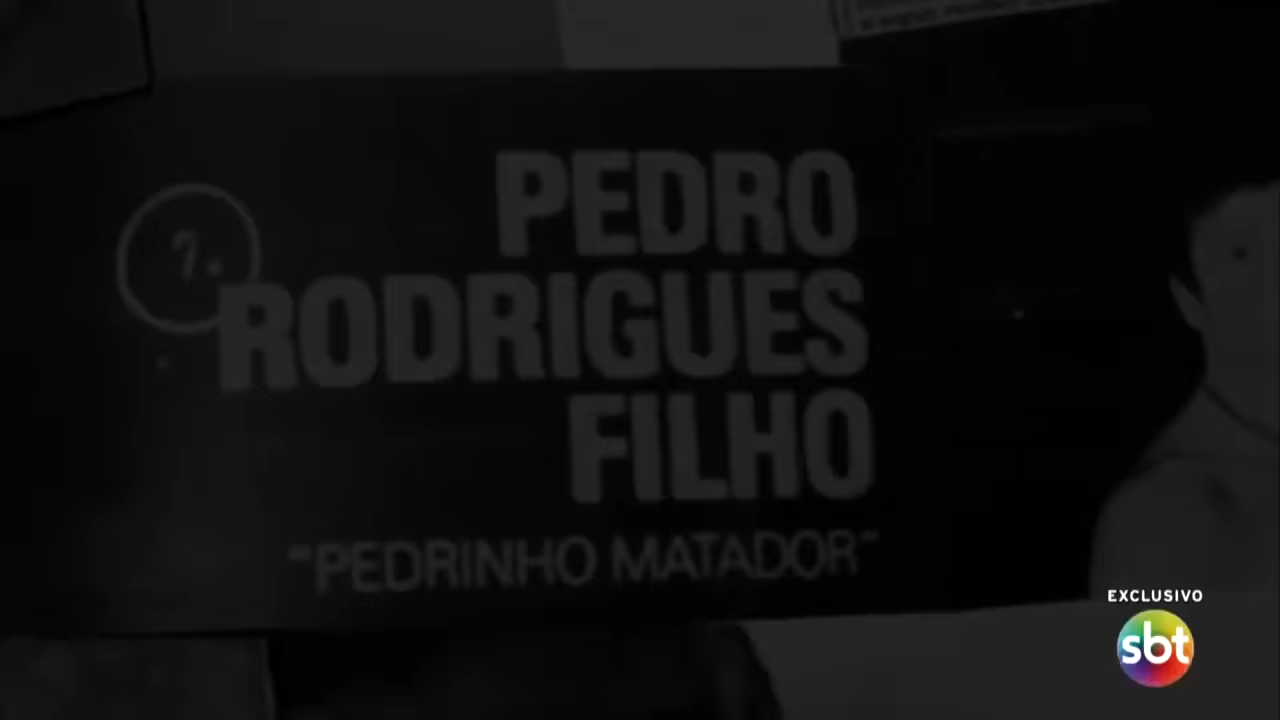 7.
PEDRO
RODRIGUES
FILHO
"PEDRINHO MATADOR"
EXCLUSIVO
sbt